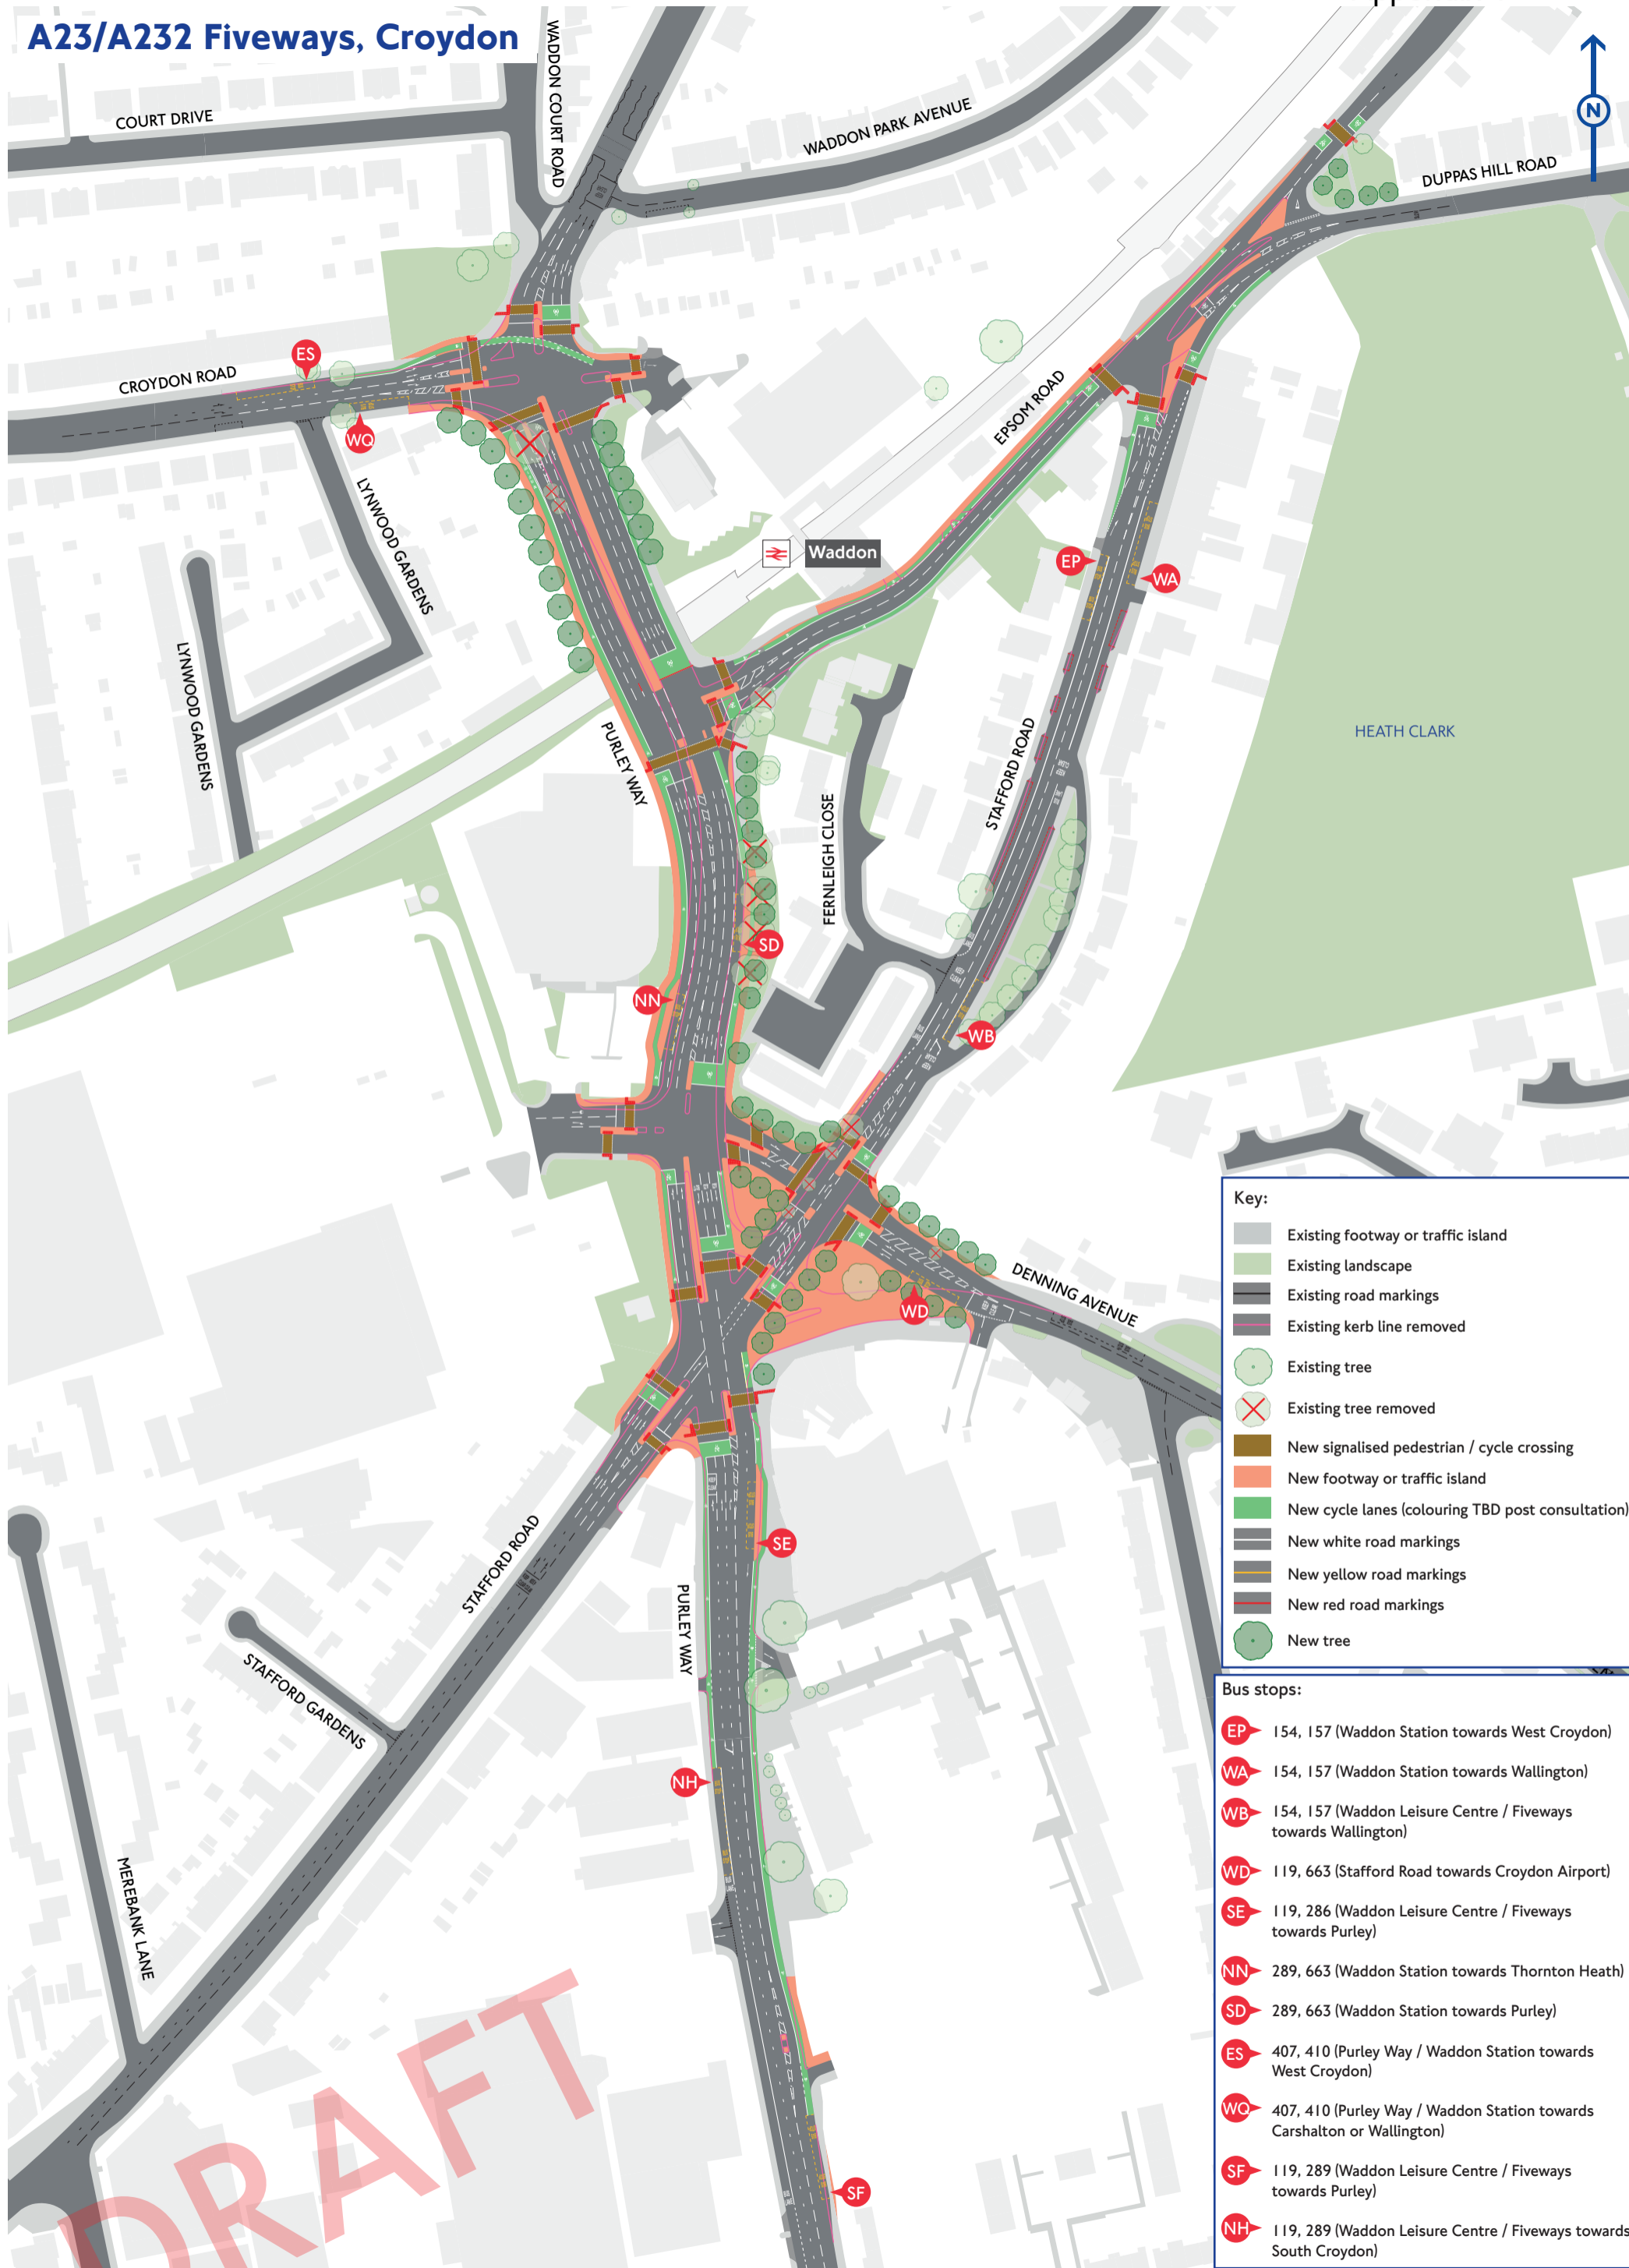 A23/A232 Fiveways, Croydon
WADDON COURT ROAD
COURT DRIVE
WADDON PARK AVENUE
N
DUPPAS HILL ROAD
ES
CROYDON ROAD
WQ
EPSOM ROAD
LYNWOOD GARDENS
Waddon
EP
WA
LYNWOOD GARDENS
PURLEY WAY
STAFFORD ROAD
HEATH CLARK
FERNLEIGH CLOSE
SD
NN
WB
DENNING AVENUE
WD
STAFFORD ROAD
SE
PURLEY WAY
STAFFORD GARDENS
NH
MEREBANK LANE
DRAFT
SF
Key:
Existing footway or traffic island
Existing landscape
Existing road markings
Existing kerb line removed
Existing tree
Existing tree removed
New signalised pedestrian / cycle crossing
New footway or traffic island
New cycle lanes (colouring TBD post consultation)
New white road markings
New yellow road markings
New red road markings
New tree
Bus stops:
EP 154, 157 (Waddon Station towards West Croydon)
WA 154, 157 (Waddon Station towards Wallington)
WB 154, 157 (Waddon Leisure Centre / Fiveways
towards Wallington)
WD 119, 663 (Stafford Road towards Croydon Airport)
SE 119, 286 (Waddon Leisure Centre / Fiveways
towards Purley)
NN 289, 663 (Waddon Station towards Thornton Heath)
SD 289, 663 (Waddon Station towards Purley)
ES 407, 410 (Purley Way / Waddon Station towards
West Croydon)
WQ 407, 410 (Purley Way / Waddon Station towards
Carshalton or Wallington)
SF 119, 289 (Waddon Leisure Centre / Fiveways
towards Purley)
NH 119, 289 (Waddon Leisure Centre / Fiveways towards
South Croydon)